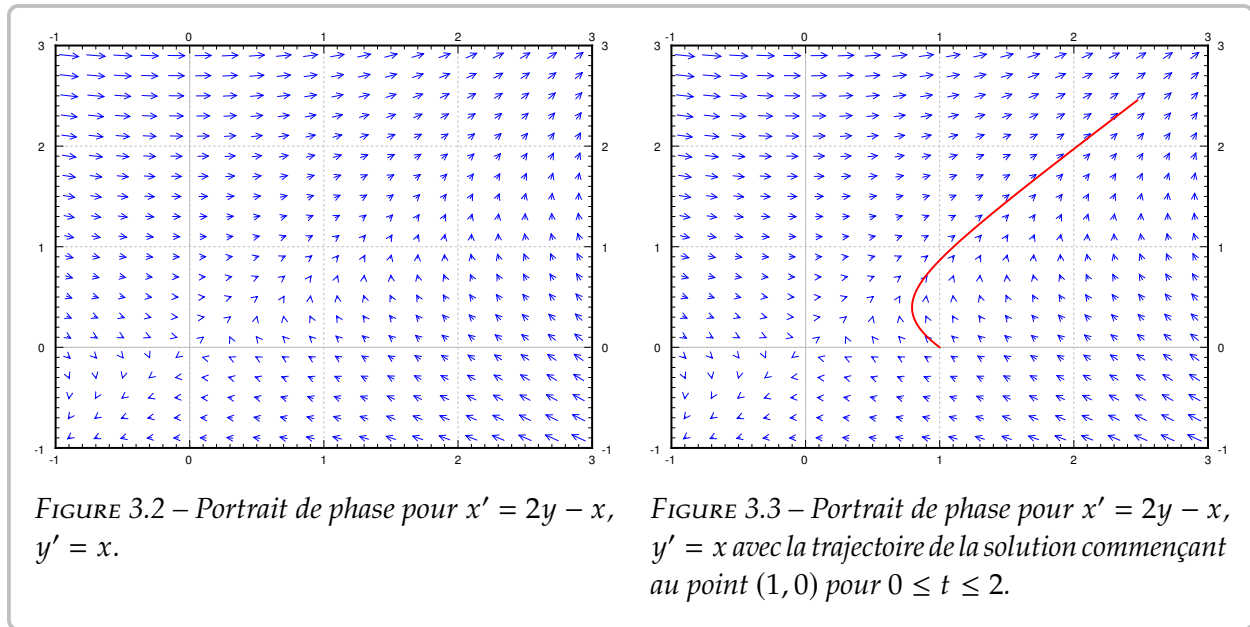 -1 0 1 2 3
3 3
2 2
1 1
0 0
-1 -1
-1 0 1 2 3
FIGURE 3.2 – Portrait de phase pour x′ = 2y − x,
y′ = x.
-1 0 1 2 3
3 3
2 2
1 1
0 0
-1 -1
-1 0 1 2 3
FIGURE 3.3 – Portrait de phase pour x′ = 2y − x,
y′ = x avec la trajectoire de la solution commençant
au point (1, 0) pour 0 ≤ t ≤ 2.